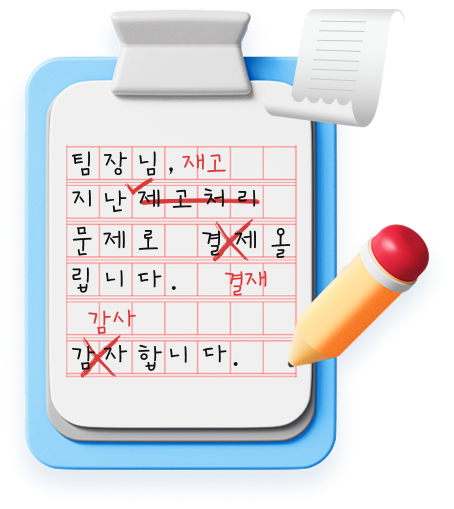 팀장님, 재고
지난 제고처리
문제로 결제 올
립니다. 결재
감사
감자합니다.